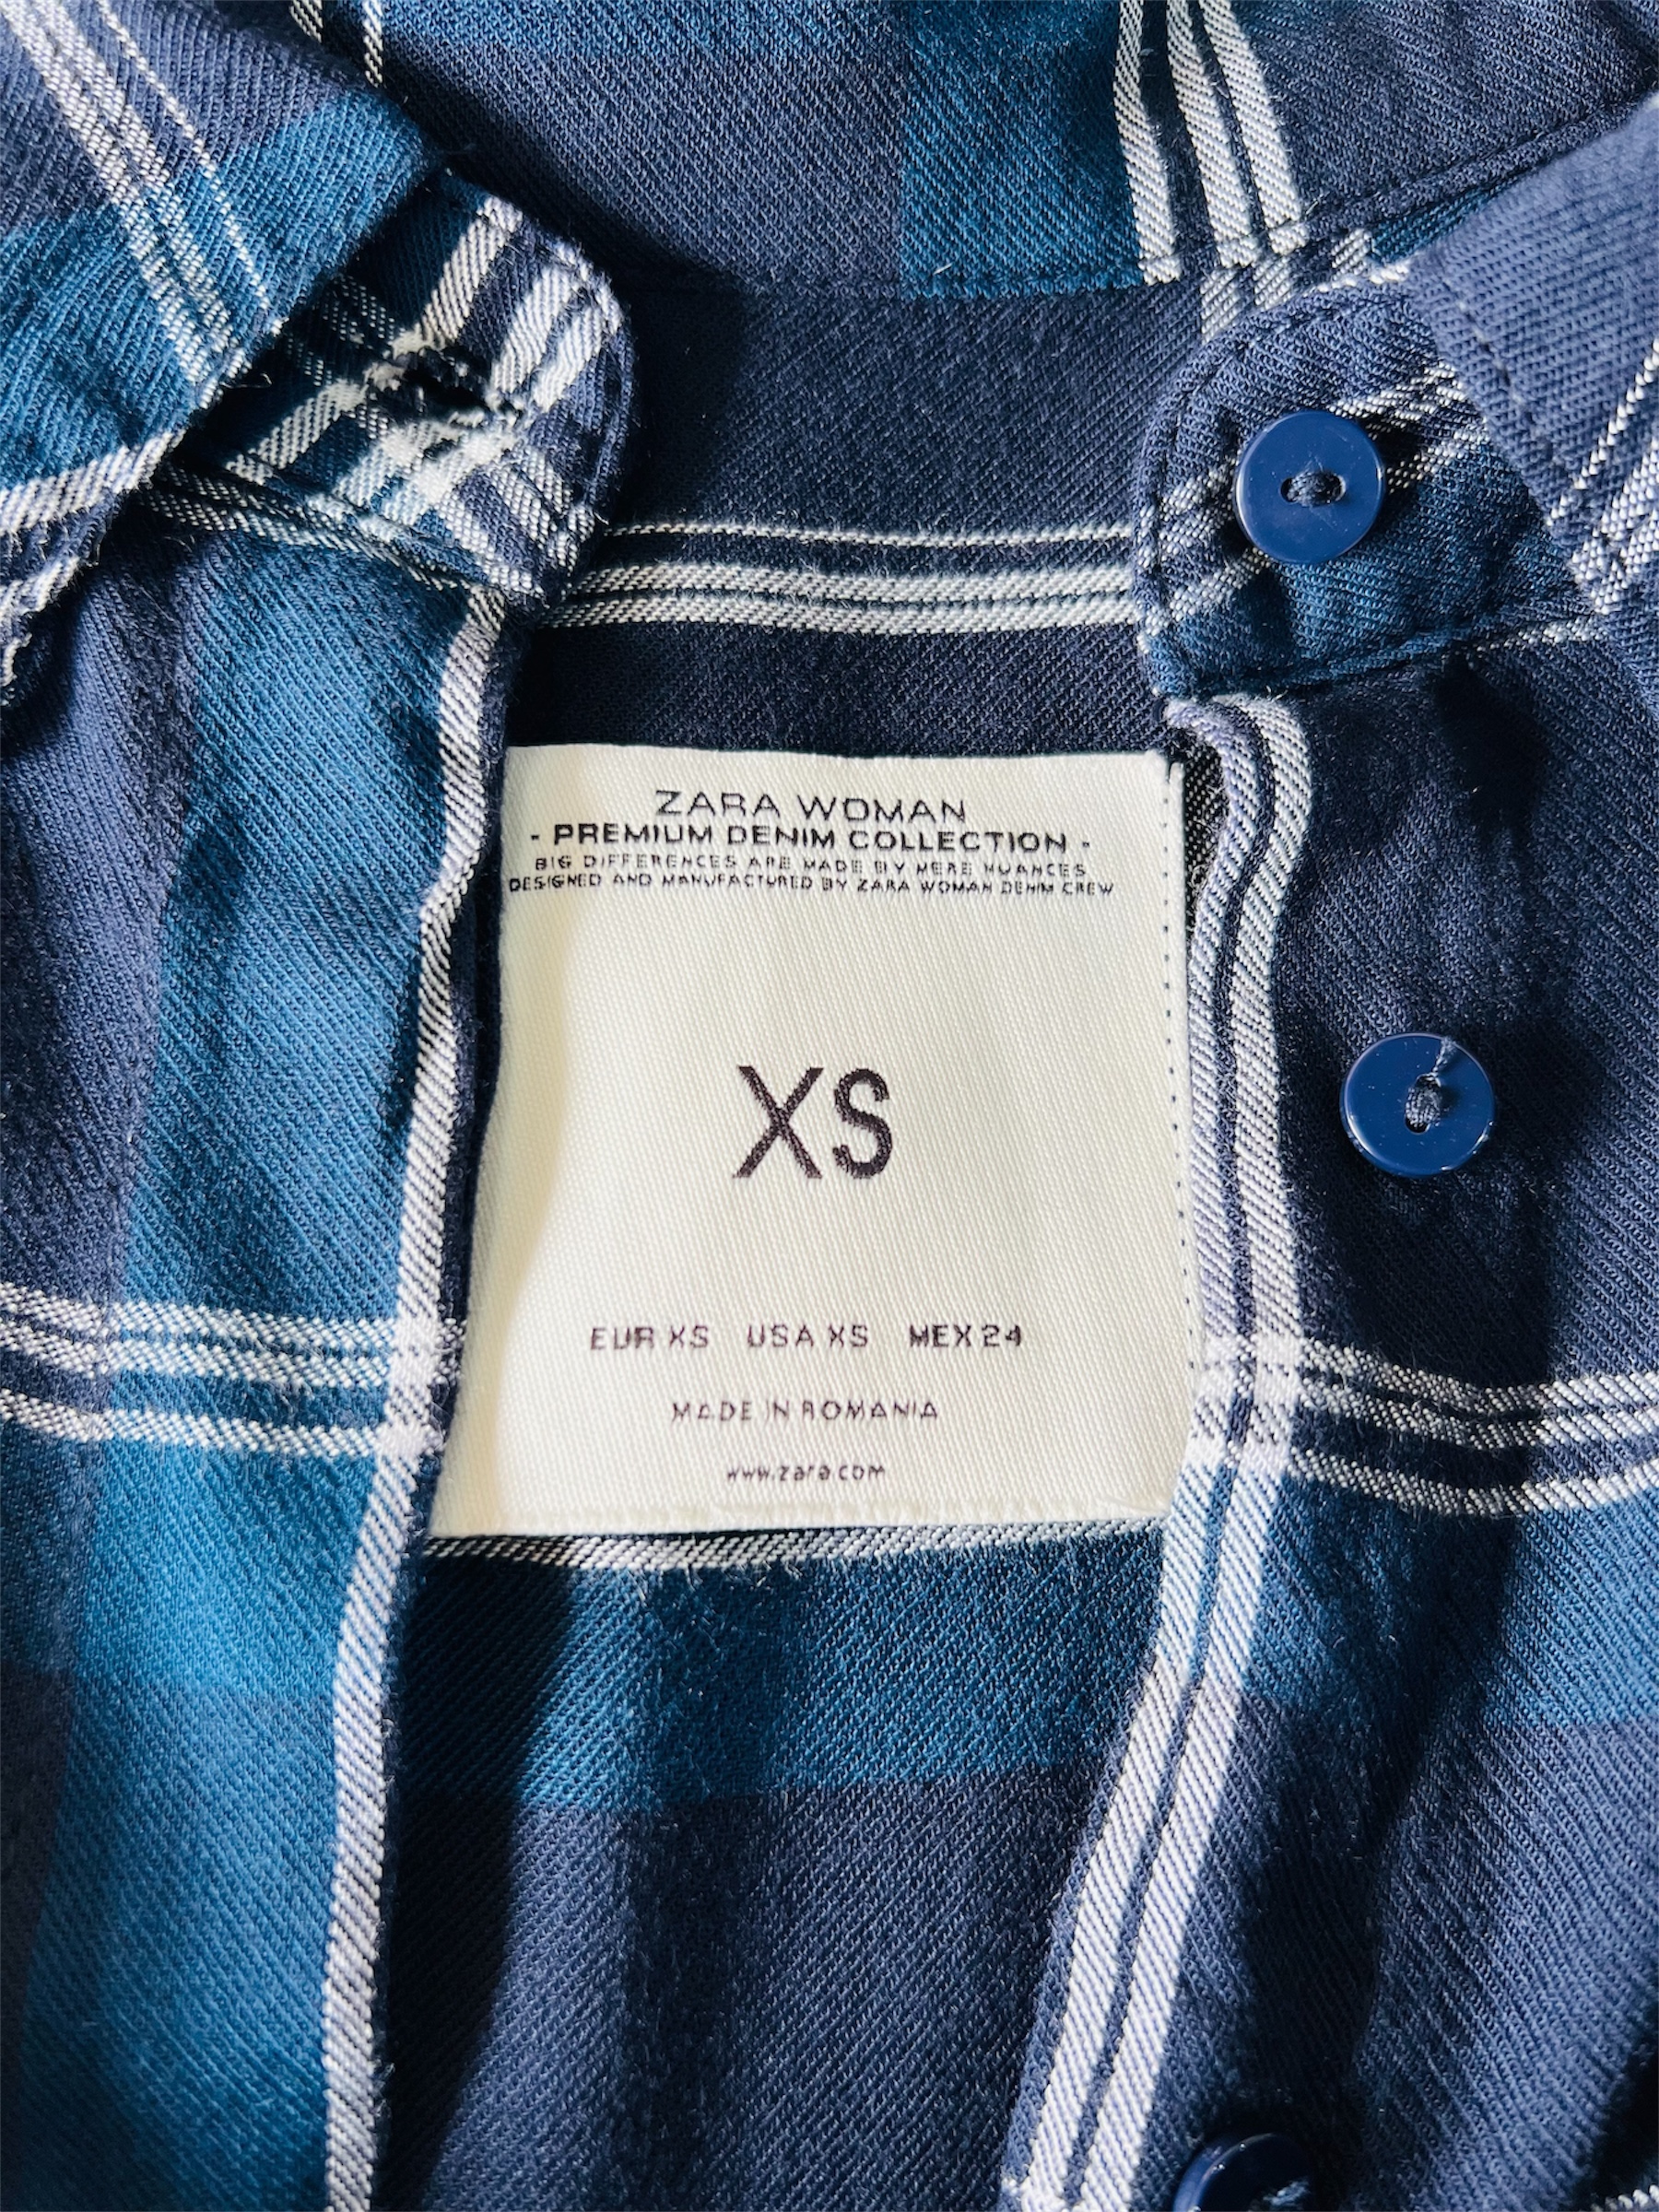 ZARA WOMAN
- PREMIUM DENIM COLLECTION -
BIG DIFFERENCES ARE MADE BY MERE NUANCES
DESIGNED AND MANUFACTURED BY ZARA WOMAN DENIM CREW
XS
EUR XS USA XS MEX 24
MADE IN ROMANIA
www.zara.com